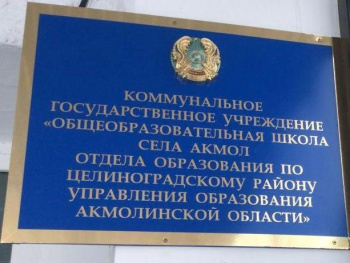 КОММУНАЛЬНОЕ
ГОСУДАРСТВЕННОЕ УЧРЕЖДЕНИЕ
«ОБЩЕОБРАЗОВАТЕЛЬНАЯ ШКОЛА
СЕЛА АКМОЛ
ОТДЕЛА ОБРАЗОВАНИЯ ПО
ЦЕЛИНОГРАДСКОМУ РАЙОНУ
УПРАВЛЕНИЯ ОБРАЗОВАНИЯ
АКМОЛИНСКОЙ ОБЛАСТИ»